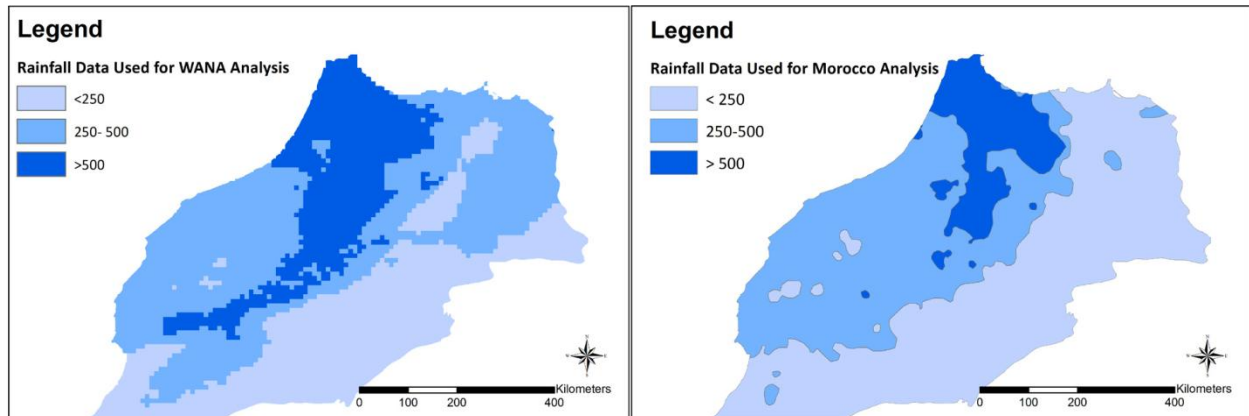 Legend
Rainfall Data Used for WANA Analysis
<250
250- 500
>500
Kilometers
0 100 200 400
Legend
Rainfall Data Used for Morocco Analysis
< 250
250-500
> 500
Kilometers
0 100 200 400